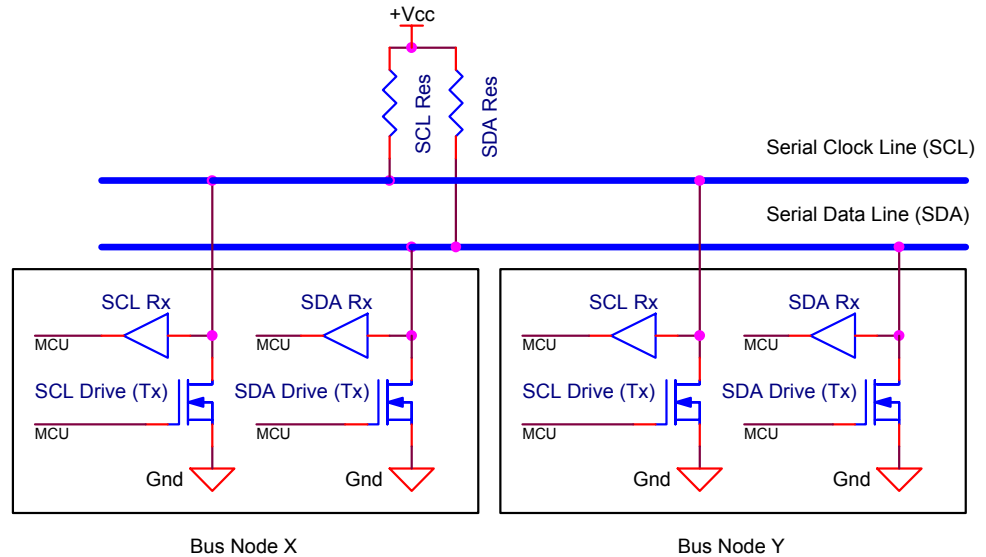 +Vcc
SCL Res
SDA Res
Serial Clock Line (SCL)
Serial Data Line (SDA)
SCL Rx
SDA Rx
SCL Rx
SDA Rx
MCU
MCU
MCU
MCU
SCL Drive (Tx)
SDA Drive (Tx)
SCL Drive (Tx)
SDA Drive (Tx)
MCU
MCU
MCU
MCU
Gnd
Gnd
Gnd
Gnd
Bus Node X
Bus Node Y